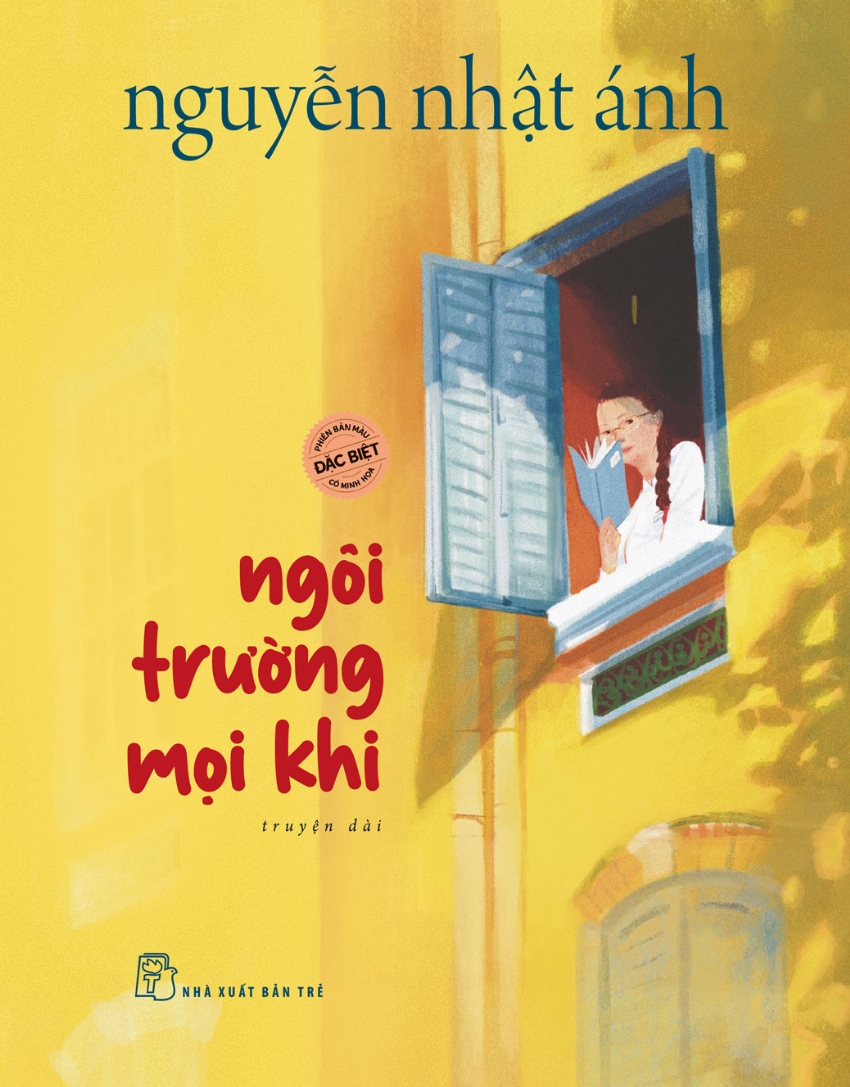 nguyễn nhật ánh
PHIÊN BẢN MÀU
ĐẶC BIỆT
CÓ MINH HỌA
ngôi
trường
mọi khi
truyện dài
T
NHÀ XUẤT BẢN TRẺ